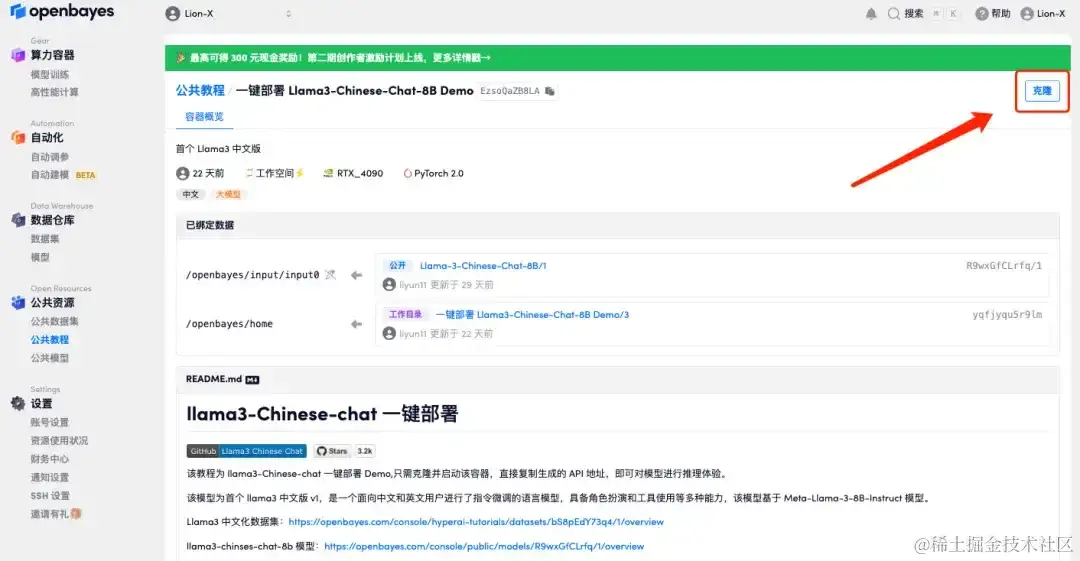 openbayes
Lion-X
搜索 ⌘ K
帮助
Lion-X
Gear
算力容器
模型训练
高性能计算
Automation
自动化
自动调参
自动建模 BETA
Data Warehouse
数据仓库
数据集
模型
Open Resources
公共资源
公共数据集
公共教程
公共模型
Settings
设置
账号设置
资源使用状况
财务中心
通知设置
SSH 设置
邀请有礼
最高可得 300 元现金奖励！第二期创作者激励计划上线，更多详情戳→
公共教程 / 一键部署 Llama3-Chinese-Chat-8B Demo EzsoQaZB8LA
克隆
容器概览
首个 Llama3 中文版
22 天前 工作空间⚡ RTX_4090 PyTorch 2.0
中文 大模型
已绑定数据
/openbayes/input/input0
公开 Llama-3-Chinese-Chat-8B/1 R9wxGfCLrfq/1
liyun11 更新于 29 天前
/openbayes/home
工作目录 一键部署 Llama3-Chinese-Chat-8B Demo/3 yqfjyqu5r9lm
liyun11 更新于 22 天前
README.md
llama3-Chinese-chat 一键部署
GitHub Llama3 Chinese Chat Stars 3.2k
该教程为 llama3-Chinese-chat 一键部署 Demo,只需克隆并启动该容器，直接复制生成的 API 地址，即可对模型进行推理体验。
该模型为首个 llama3 中文版 v1，是一个面向中文和英文用户进行了指令微调的语言模型，具备角色扮演和工具使用等多种能力，该模型基于 Meta-Llama-3-8B-Instruct 模型。
Llama3 中文化数据集：https://openbayes.com/console/hyperai-tutorials/datasets/bS8pEdY73q4/1/overview
llama3-chinses-chat-8b 模型：https://openbayes.com/console/public/models/R9wxGfCLrfq/1/overview
@稀土掘金技术社区